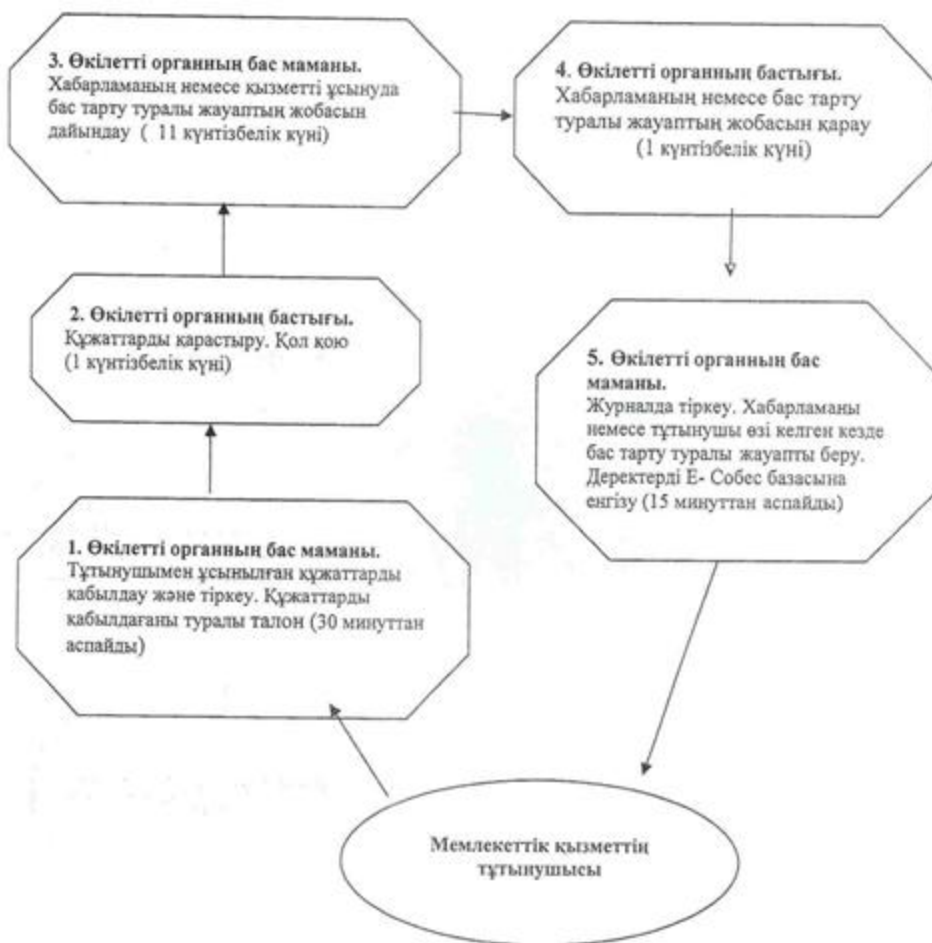 3. Өкілетті органның бас маманы.
Хабарламаның немесе қызметті ұсынуда
бас тарту туралы жауаптың жобасын
дайындау ( 11 күнтізбелік күні)
4. Өкілетті органның бастығы.
Хабарламаның немесе бас тарту
туралы жауаптың жобасын қарау
(1 күнтізбелік күні)
2. Өкілетті органның бастығы.
Құжаттарды қарастыру. Қол қою
(1 күнтізбелік күні)
5. Өкілетті органның бас
маманы.
Журналда тіркеу. Хабарламаны
немесе тұтынушы өзі келген кезде
бас тарту туралы жауапты беру.
Деректерді Е- Собес базасына
енгізу (15 минуттан аспайды)
1. Өкілетті органның бас маманы.
Тұтынушымен ұсынылған құжаттарды
қабылдау және тіркеу. Құжаттарды
қабылдағаны туралы талон (30 минуттан
аспайды)
Мемлекеттік қызметтің
тұтынушысы